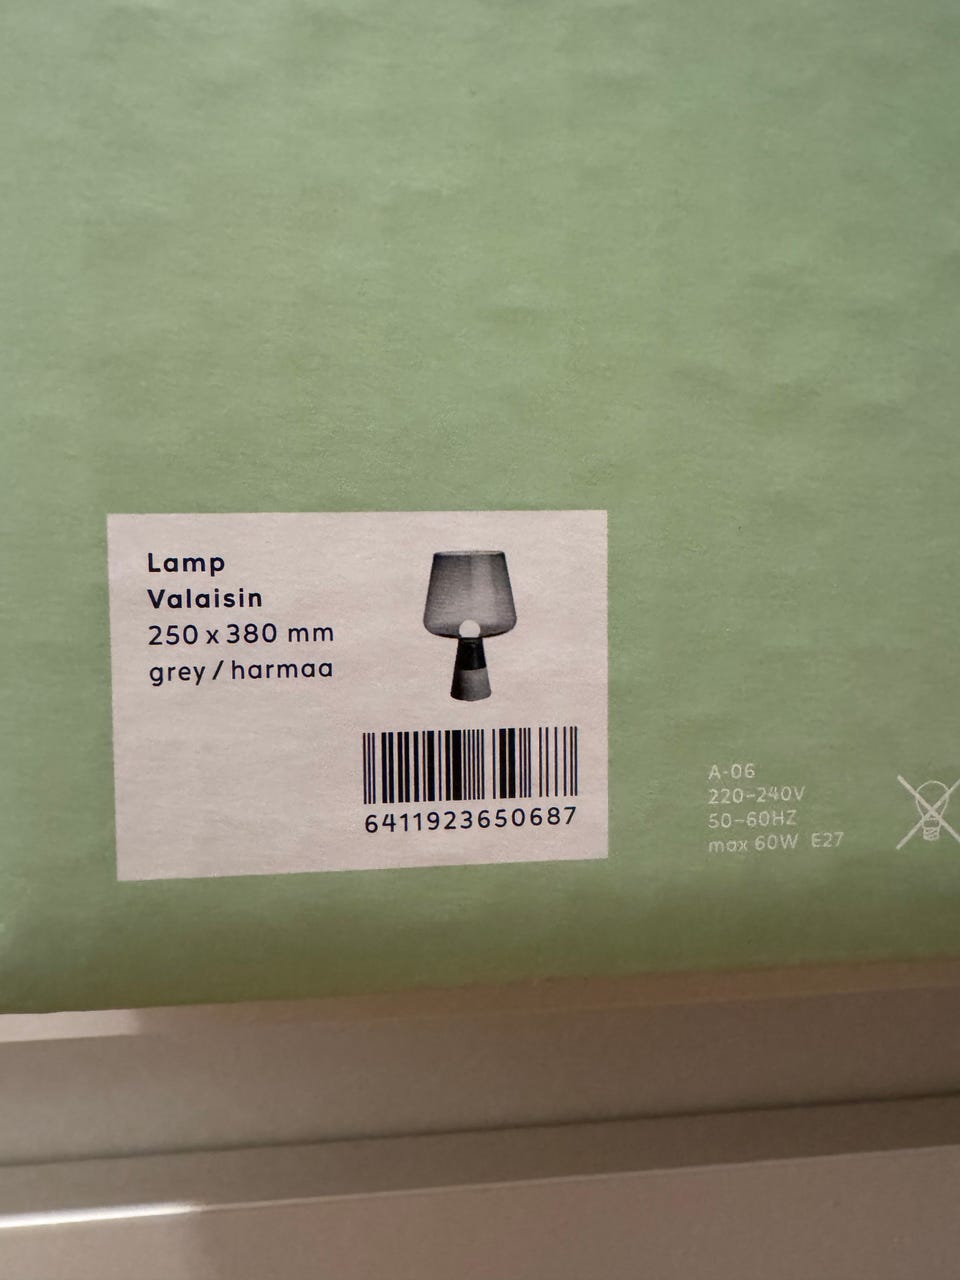 Lamp
Valaisin
250 x 380 mm
grey / harmaa
6411923650687
A-06
220-240V
50-60HZ
max 60W E27